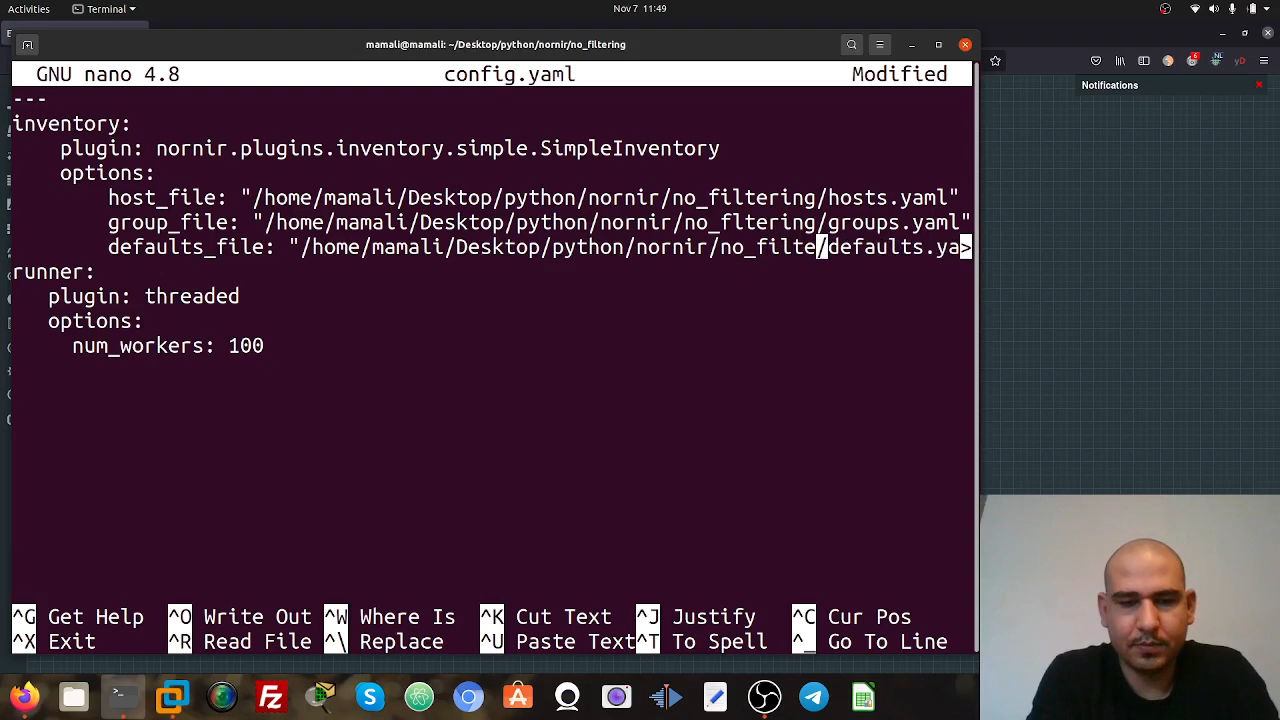 Activities
Terminal
Nov 7 11:49
mamali@mamali: ~/Desktop/python/nornir/no_filtering
GNU nano 4.8 config.yaml Modified
Notifications
---
inventory:
plugin: nornir.plugins.inventory.simple.SimpleInventory
options:
host_file: "/home/mamali/Desktop/python/nornir/no_filtering/hosts.yaml"
group_file: "/home/mamali/Desktop/python/nornir/no_fltering/groups.yaml"
defaults_file: "/home/mamali/Desktop/python/nornir/no_filte/defaults.ya>
runner:
plugin: threaded
options:
num_workers: 100
^G Get Help ^O Write Out ^W Where Is ^K Cut Text ^J Justify ^C Cur Pos
^X Exit ^R Read File ^\ Replace ^U Paste Text ^T To Spell ^_ Go To Line